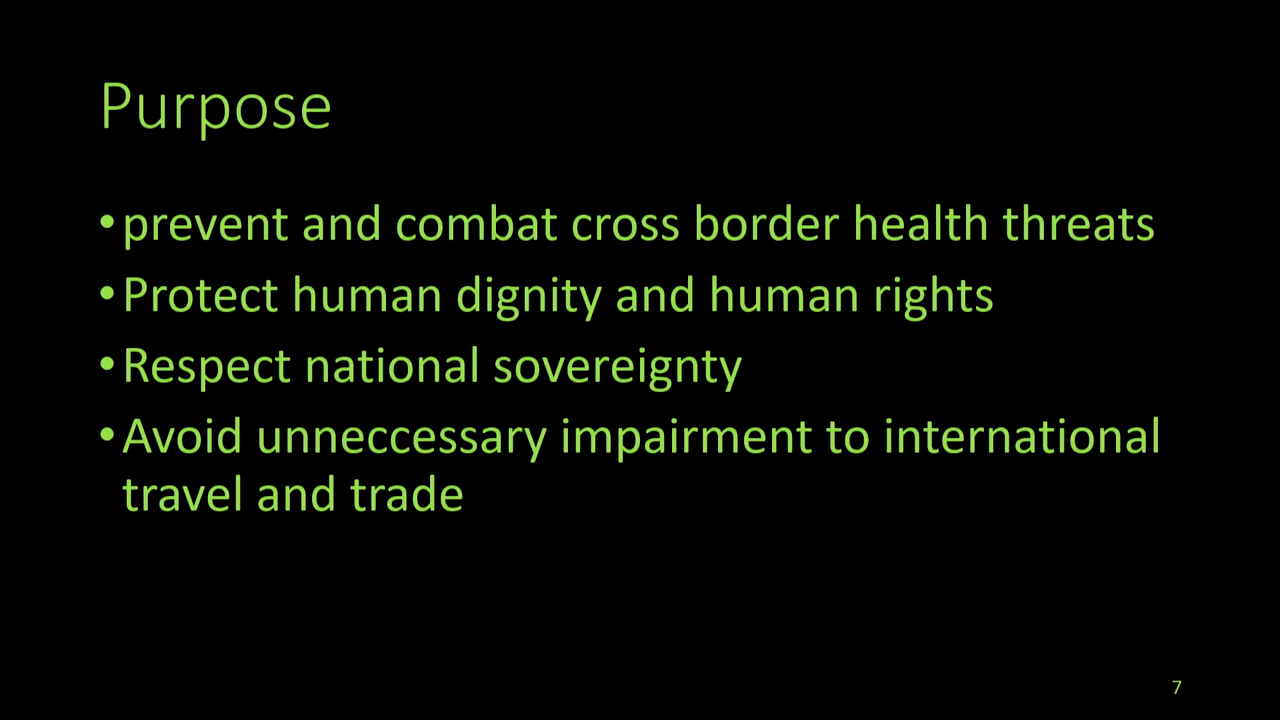 Purpose
•prevent and combat cross border health threats
•Protect human dignity and human rights
•Respect national sovereignty
•Avoid unneccessary impairment to international
travel and trade
7